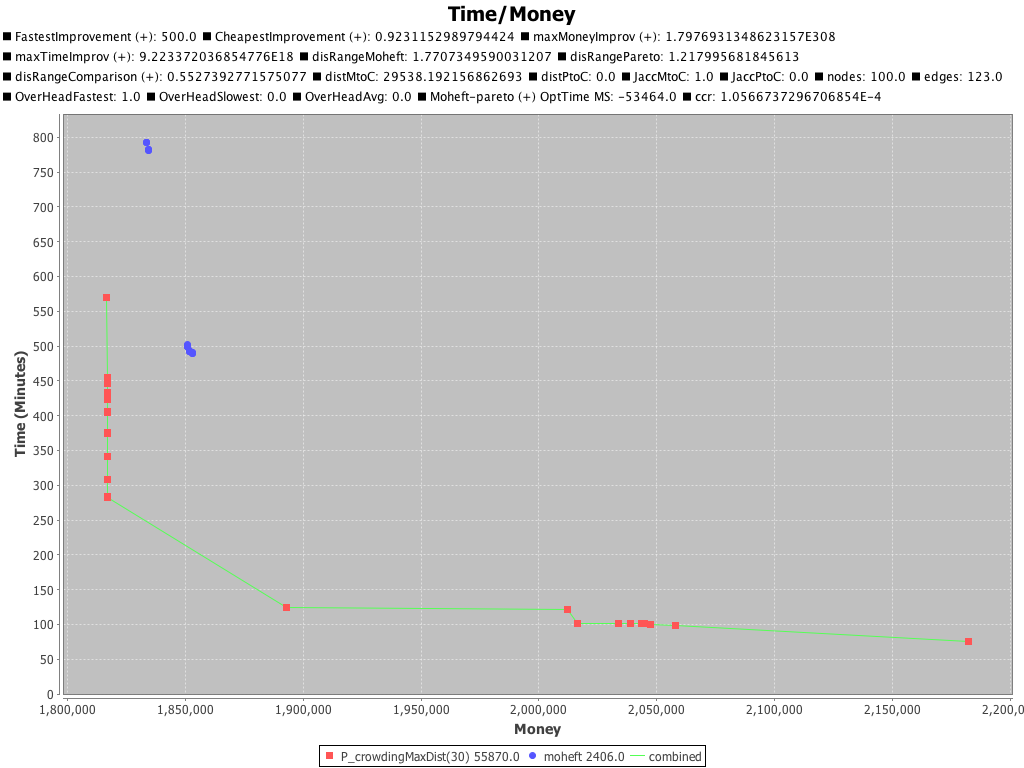 Time/Money
FastestImprovement (+): 500.0 CheapestImprovement (+): 0.9231152989794424 maxMoneyImprov (+): 1.7976931348623157E308
maxTimeImprov (+): 9.223372036854776E18 disRangeMoheft: 1.7707349590031207 disRangePareto: 1.217995681845613
disRangeComparison (+): 0.5527392771575077 distMtoC: 29538.192156862693 distPtoC: 0.0 JaccMtoC: 1.0 JaccPtoC: 0.0 nodes: 100.0 edges: 123.0
OverHeadFastest: 1.0 OverHeadSlowest: 0.0 OverHeadAvg: 0.0 Moheft-pareto (+) OptTime MS: -53464.0 ccr: 1.0566737296706854E-4
800
750
700
650
600
550
500
450
400
350
300
250
200
150
100
50
0
Time (Minutes)
1,800,000 1,850,000 1,900,000 1,950,000 2,000,000 2,050,000 2,100,000 2,150,000 2,200,0
Money
P_crowdingMaxDist(30) 55870.0 moheft 2406.0 combined